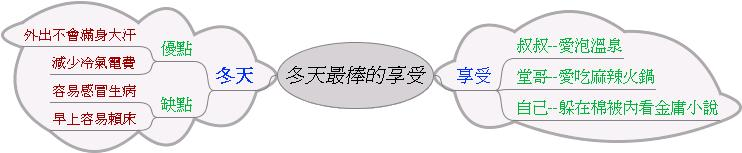 冬天最棒的享受
冬天
優點
外出不會滿身大汗
減少冷氣電費
缺點
容易感冒生病
早上容易賴床
享受
叔叔--愛泡溫泉
堂哥--愛吃麻辣火鍋
自已--躲在棉被內看金庸小說